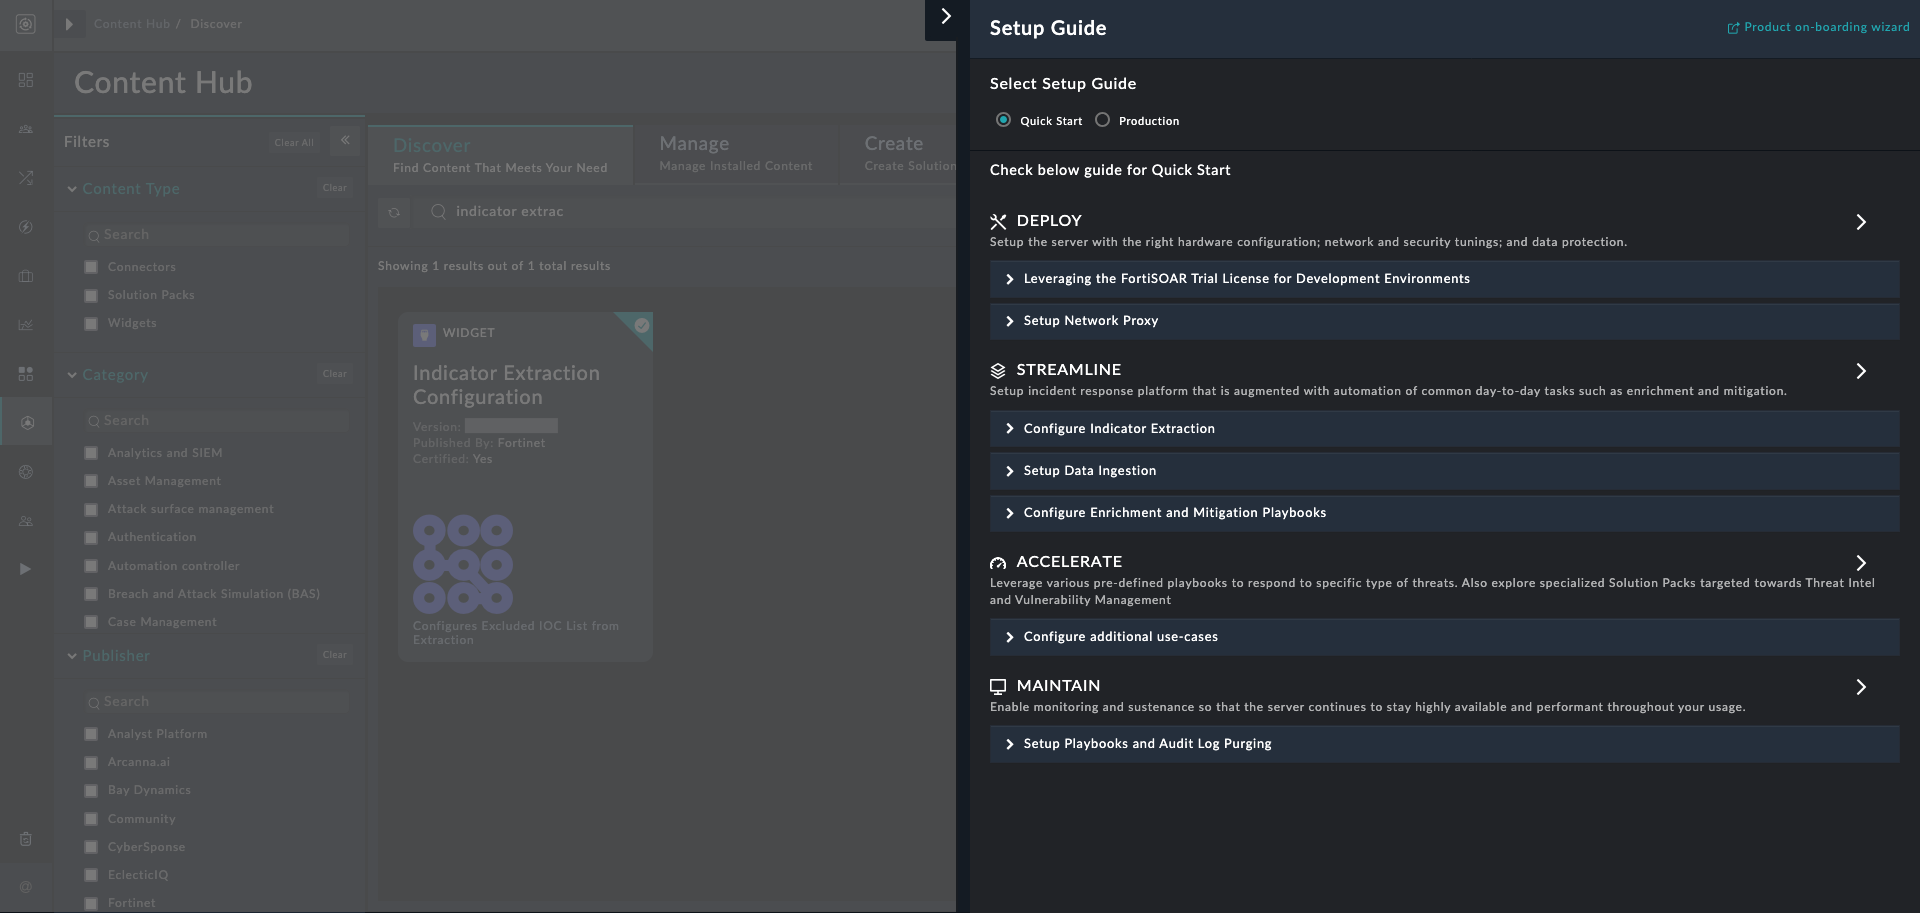 Content Hub / Discover
Content Hub
Filters
Clear All
Content Type
Clear
Search
Connectors
Solution Packs
Widgets
Category
Clear
Search
Analytics and SIEM
Asset Management
Attack surface management
Authentication
Automation controller
Breach and Attack Simulation (BAS)
Case Management
Publisher
Clear
Search
Analyst Platform
Arcanna.ai
Bay Dynamics
Community
CyberSponse
EclecticIQ
Fortinet
Discover
Find Content That Meets Your Need
Manage
Manage Installed Content
Create
Create Solution
indicator extrac
Showing 1 results out of 1 total results
WIDGET
Indicator Extraction
Configuration
Version:
Published By: Fortinet
Certified: Yes
Configures Excluded IOC List from
Extraction
Setup Guide
Product on-boarding wizard
Select Setup Guide
Quick Start
Production
Check below guide for Quick Start
DEPLOY
Setup the server with the right hardware configuration; network and security tunings; and data protection.
Leveraging the FortiSOAR Trial License for Development Environments
Setup Network Proxy
STREAMLINE
Setup incident response platform that is augmented with automation of common day-to-day tasks such as enrichment and mitigation.
Configure Indicator Extraction
Setup Data Ingestion
Configure Enrichment and Mitigation Playbooks
ACCELERATE
Leverage various pre-defined playbooks to respond to specific type of threats. Also explore specialized Solution Packs targeted towards Threat Intel
and Vulnerability Management
Configure additional use-cases
MAINTAIN
Enable monitoring and sustenance so that the server continues to stay highly available and performant throughout your usage.
Setup Playbooks and Audit Log Purging